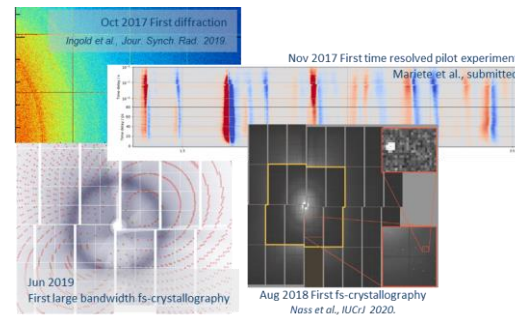 Oct 2017 First diffraction
Ingold et al., Jour. Synch. Rad. 2019.
Nov 2017 First time resolved pilot experiment
Mariete et al., submitted
Jun 2019
First large bandwidth fs-crystallography
Aug 2018 First fs-crystallography
Nass et al., IUCrJ 2020.